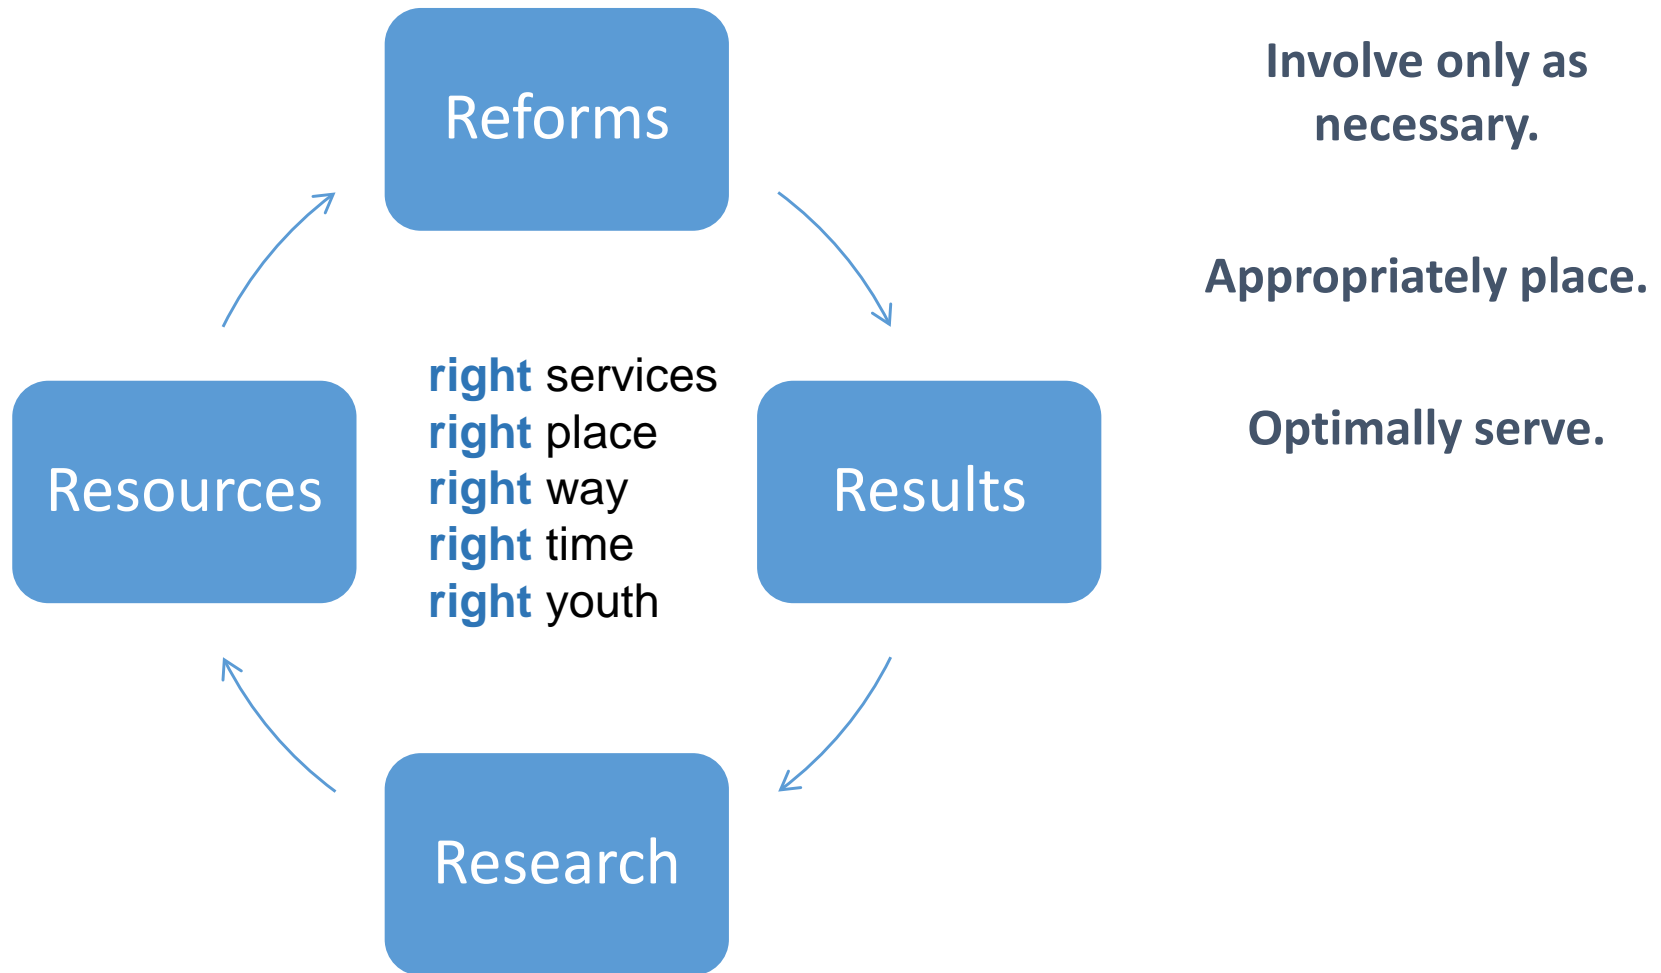 Reforms
Results
Research
Resources
right services
right place
right way
right time
right youth
Involve only as
necessary.
Appropriately place.
Optimally serve.